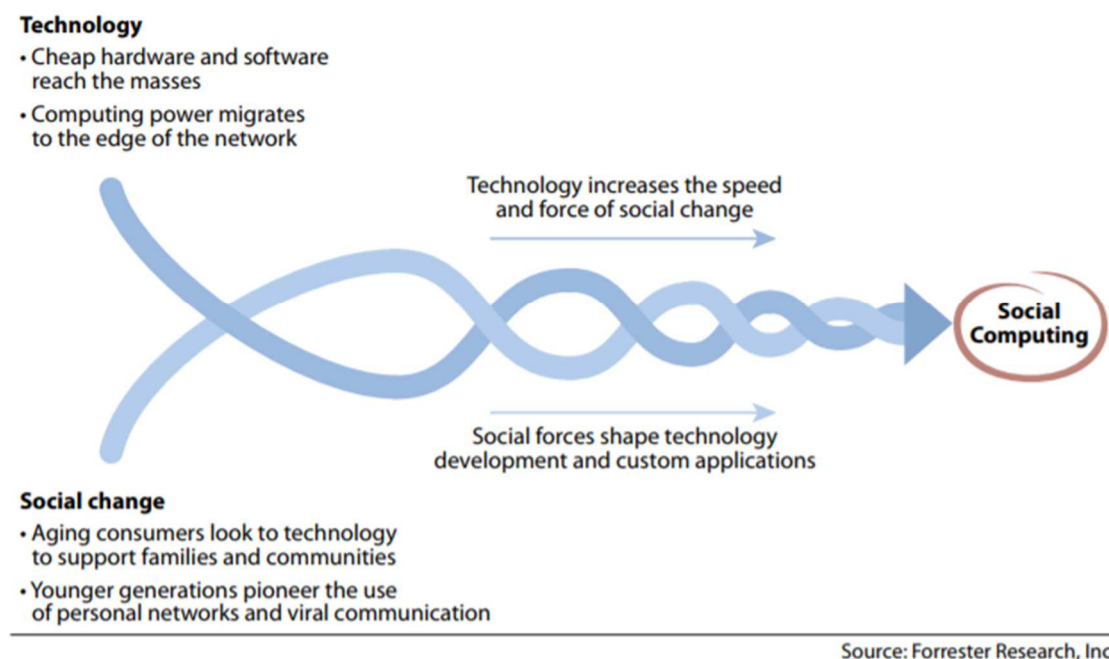 Technology
• Cheap hardware and software
reach the masses
• Computing power migrates
to the edge of the network
Technology increases the speed
and force of social change
Social
Computing
Social forces shape technology
development and custom applications
Social change
• Aging consumers look to technology
to support families and communities
• Younger generations pioneer the use
of personal networks and viral communication
Source: Forrester Research, Inc